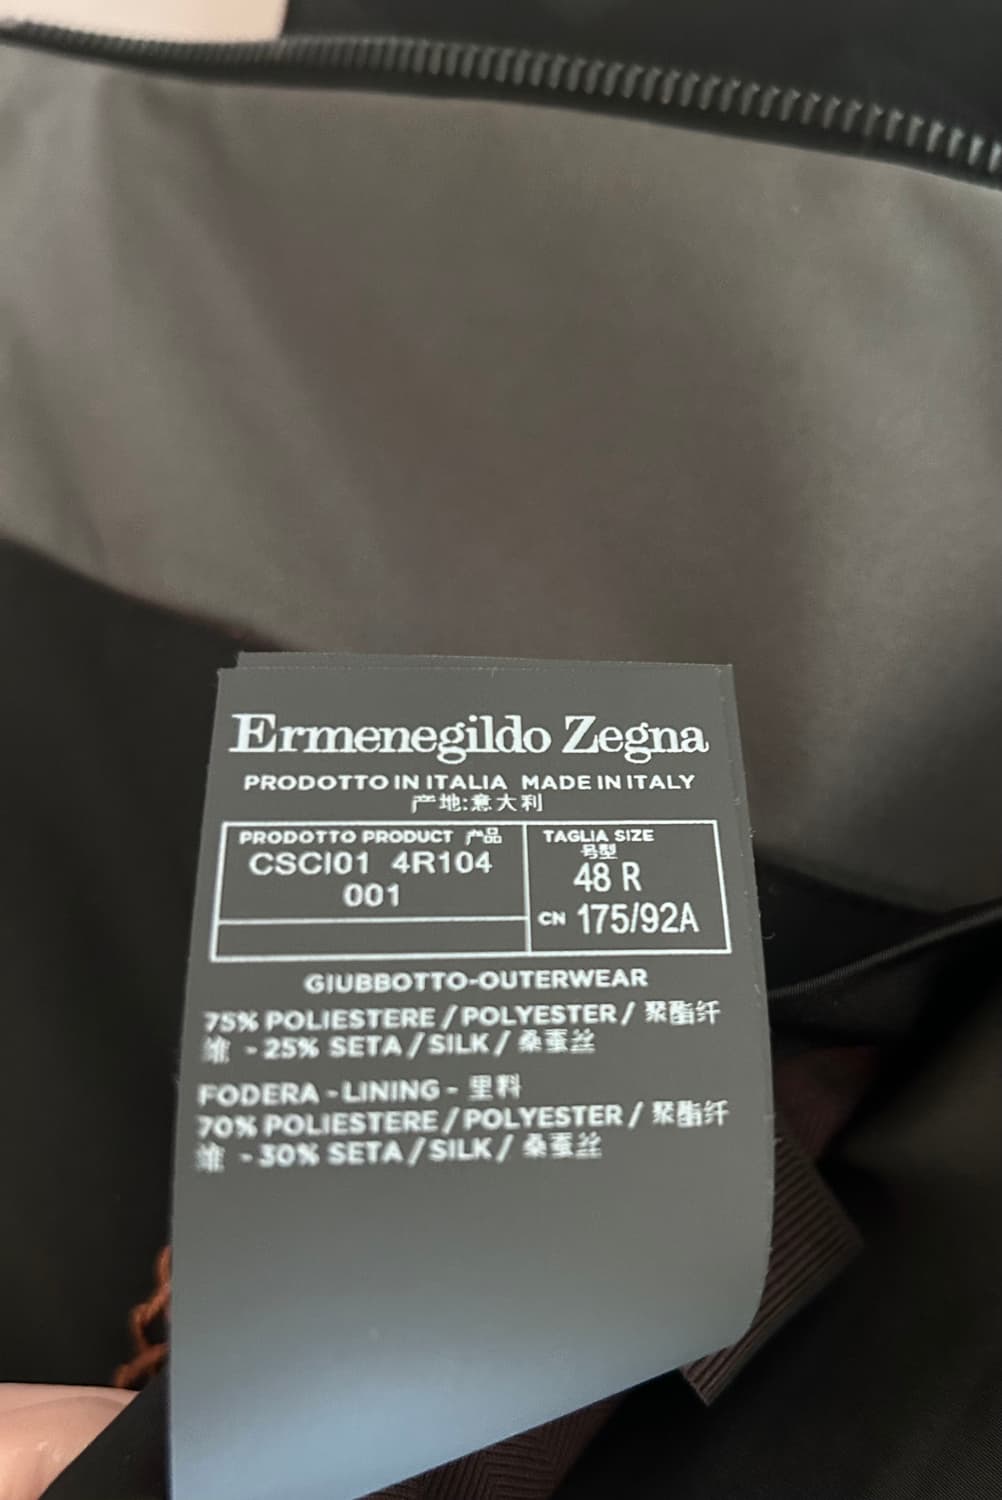 Ermenegildo Zegna
PRODOTTO IN ITALIA MADE IN ITALY
产地:意大利
PRODOTTO PRODUCT 产品
CSCI01 4R104
001
TAGLIA SIZE
号型
48 R
CN 175/92A
GIUBBOTTO-OUTERWEAR
75% POLIESTERE / POLYESTER / 聚酯纤
维 - 25% SETA / SILK / 桑蚕丝
FODERA - LINING - 里料
70% POLIESTERE / POLYESTER / 聚酯纤
维 - 30% SETA / SILK / 桑蚕丝